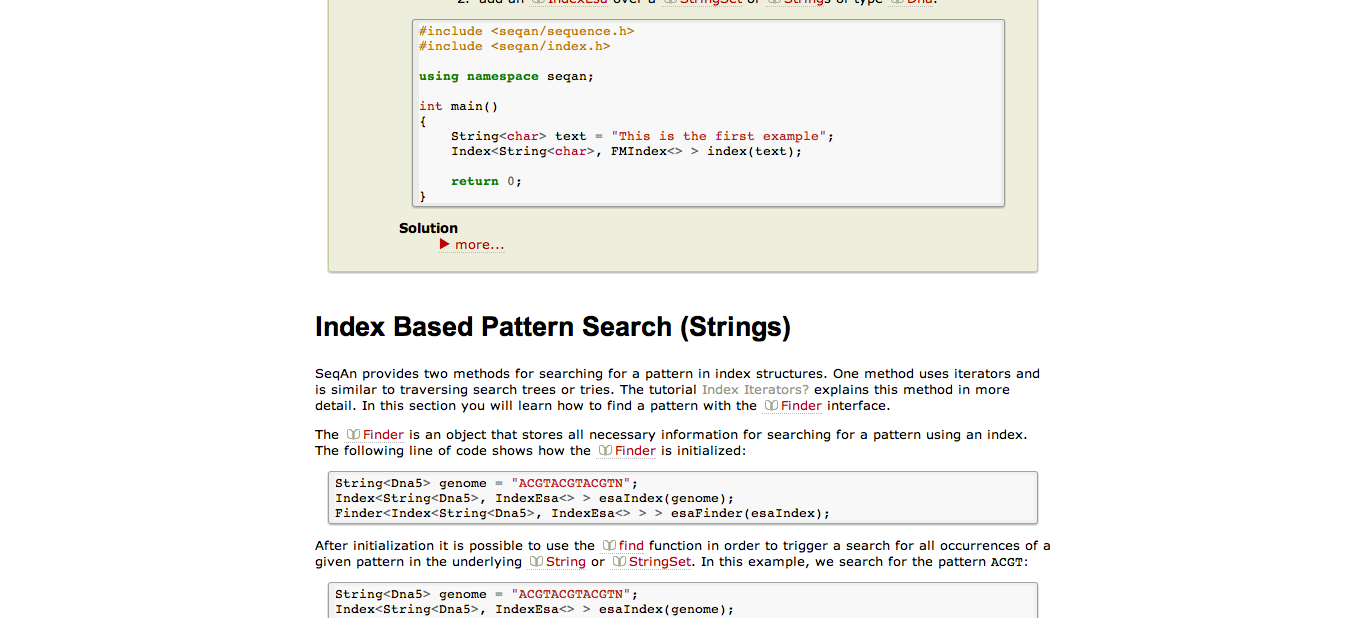 2. add an IndexEsa over a StringSet of Strings of type Dna.
#include <seqan/sequence.h>
#include <seqan/index.h>
using namespace seqan;
int main()
{
String<char> text = "This is the first example";
Index<String<char>, FMIndex<> > index(text);
return 0;
}
Solution
more...
Index Based Pattern Search (Strings)
SeqAn provides two methods for searching for a pattern in index structures. One method uses iterators and
is similar to traversing search trees or tries. The tutorial Index Iterators? explains this method in more
detail. In this section you will learn how to find a pattern with the Finder interface.
The Finder is an object that stores all necessary information for searching for a pattern using an index.
The following line of code shows how the Finder is initialized:
String<Dna5> genome = "ACGTACGTACGTN";
Index<String<Dna5>, IndexEsa<> > esaIndex(genome);
Finder<Index<String<Dna5>, IndexEsa<> > > esaFinder(esaIndex);
After initialization it is possible to use the find function in order to trigger a search for all occurrences of a
given pattern in the underlying String or StringSet. In this example, we search for the pattern ACGT:
String<Dna5> genome = "ACGTACGTACGTN";
Index<String<Dna5>, IndexEsa<> > esaIndex(genome);